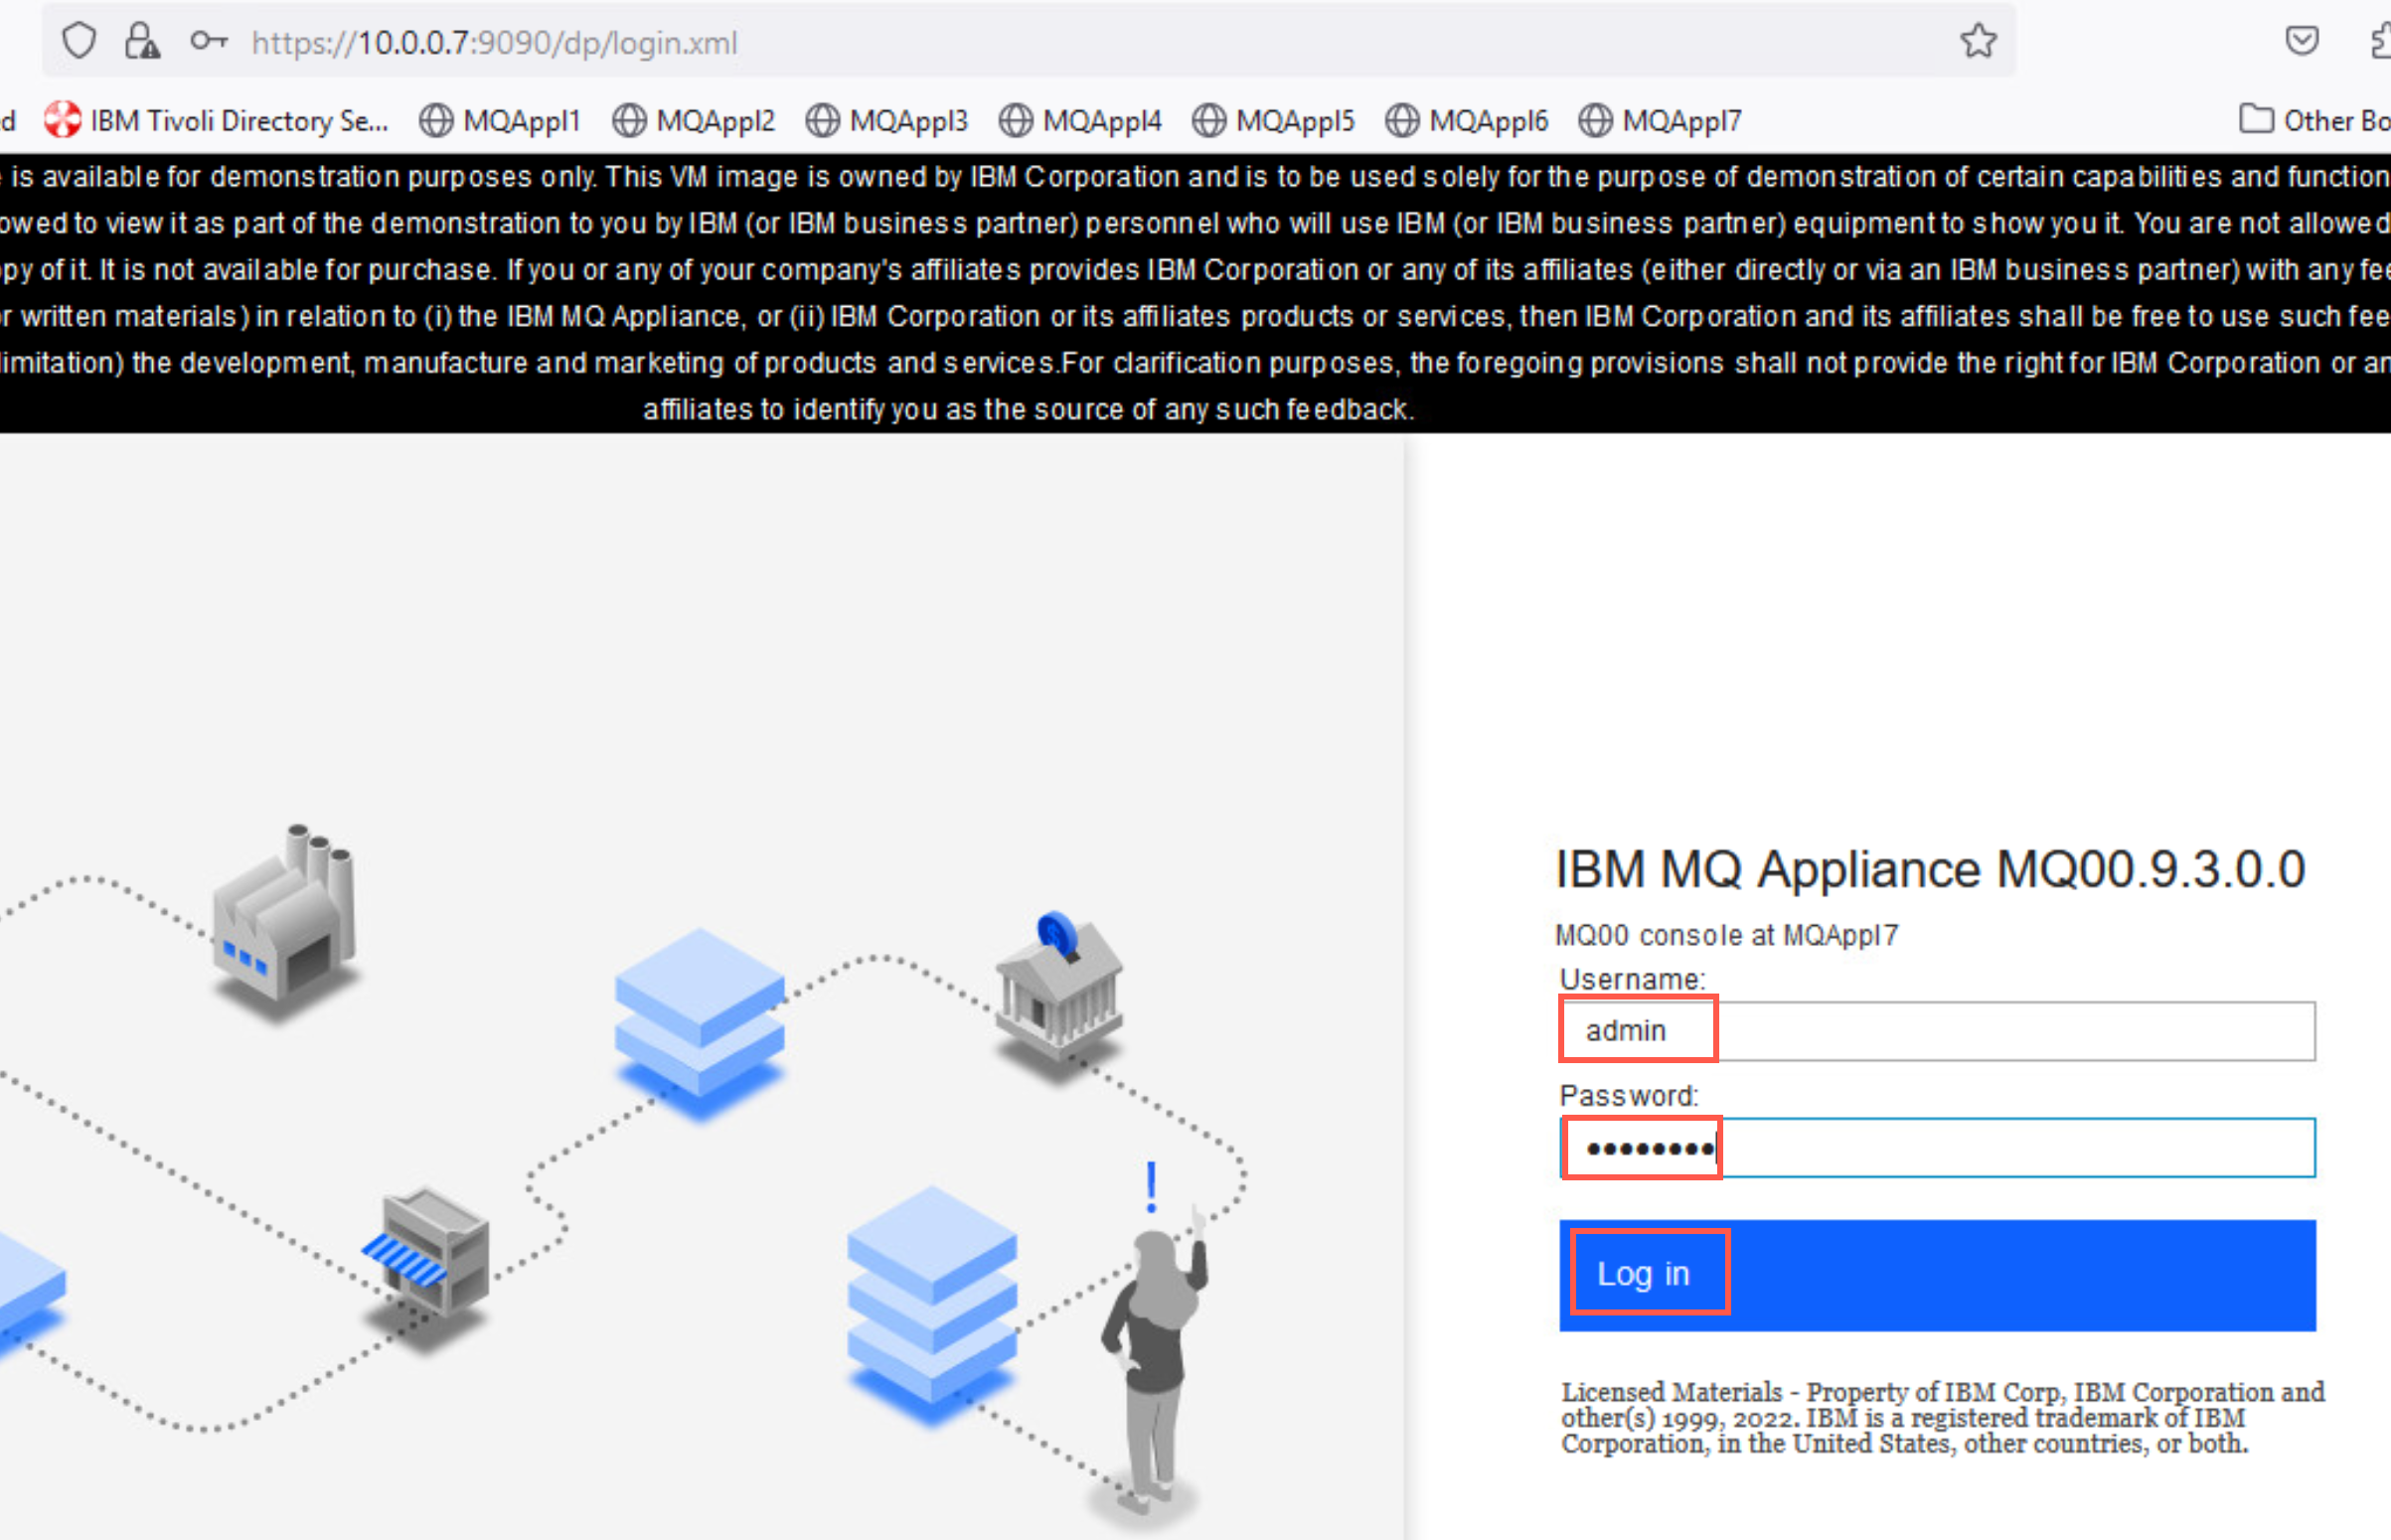 https://10.0.0.7:9090/dp/login.xml
IBM Tivoli Directory Se... MQAppl1 MQAppl2 MQAppl3 MQAppl4 MQAppl5 MQAppl6 MQAppl7
is available for demonstration purposes only. This VM image is owned by IBM Corporation and is to be used solely for the purpose of demonstration of certain capabilities and function
to view it as part of the demonstration to you by IBM (or IBM business partner) personnel who will use IBM (or IBM business partner) equipment to show you it. You are not allowed
of it. It is not available for purchase. If you or any of your company's affiliates provides IBM Corporation or any of its affiliates (either directly or via an IBM business partner) with any
written materials) in relation to (i) the IBM MQ Appliance, or (ii) IBM Corporation or its affiliates products or services, then IBM Corporation and its affiliates shall be free to use such
the development, manufacture and marketing of products and services.For clarification purposes, the foregoing provisions shall not provide the right for IBM Corporation or
affiliates to identify you as the source of any such feedback.
IBM MQ Appliance MQ00.9.3.0.0
MQ00 console at MQAppl7
Username:
admin
Password:
Log in
Licensed Materials - Property of IBM Corp, IBM Corporation and
other(s) 1999, 2022. IBM is a registered trademark of IBM
Corporation, in the United States, other countries, or both.